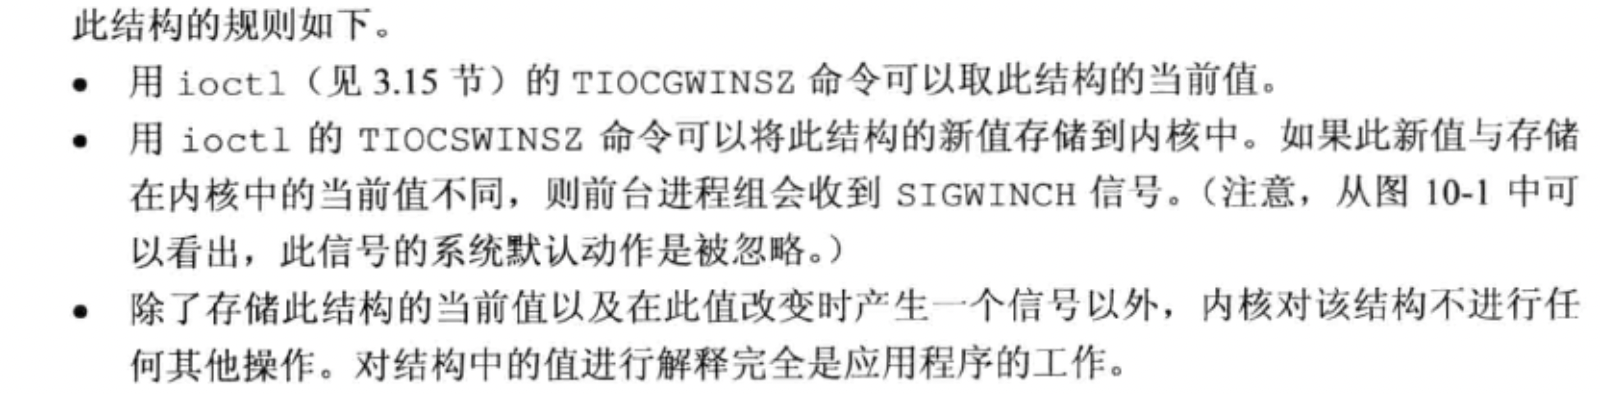 此结构的规则如下。
• 用 ioctl（见 3.15 节）的 TIOCGWINSZ 命令可以取此结构的当前值。
• 用 ioctl 的 TIOCSWINSZ 命令可以将此结构的新值存储到内核中。如果此新值与存储
在内核中的当前值不同，则前台进程组会收到 SIGWINCH 信号。（注意，从图 10-1 中可
以看出，此信号的系统默认动作是被忽略。）
• 除了存储此结构的当前值以及在此值改变时产生一个信号以外，内核对该结构不进行任
何其他操作。对结构中的值进行解释完全是应用程序的工作。